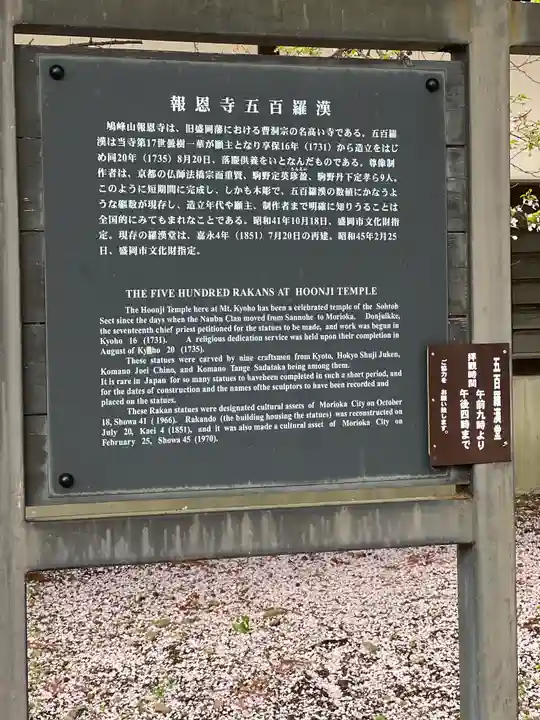 報恩寺五百羅漢
鳩峰山報恩寺は、旧盛岡藩における曹洞宗の名高い寺である。五百羅
漢は当寺第17世曇樹一華が願主となり享保16年（1731）から造立をは
じめ同20年（1735）8月20日、落慶供養をいとなんだものである。尊像制
作者は、京都の仏師法橋宗而重賢、駒野定英 、駒野丹下定孝ら9人。
このように短期間に完成し、しかも木彫で、五百羅漢の数値にかなうよ
うな軀数が現存し、造立年代や願主、制作者まで明確に知りうることは
全国的にみてもまれなことである。昭和41年10月18日、盛岡市文化財指
定。現存の羅漢堂は、嘉永4年（1851）7月20日の再建。昭和45年2月25
日、盛岡市文化財指定。
THE FIVE HUNDRED RAKANS AT HOONJI TEMPLE
The Hoonji Temple here at Mt. Kyoho has been a celebrated temple of the Sohtoh
Sect since the days when the Nanbu Clan moved from Sannohe to Morioka. Donjuikke,
the seventeenth chief priest petitioned for the statues to be made, and work was begun in
Kyoho 16 (1731). A religious dedication service was held upon their completion in
August of Kyoho 20 (1735).
These statues were carved by nine craftsmen from Kyoto, Hokyo Shuji Juken,
Komano Joei Chino, and Komano Tange Sadataka being among them.
It is rare in Japan for so many statues to havebeen completed in such a short period, and
for the dates of construction and the names ofthe sculptors to have been recorded and
placed on the statues.
These Rakan statues were designated cultural assets of Morioka City on October
18, Showa 41 ( 1966). Rakando (the building housing the statues) was reconstructed on
July 20, Kaei 4 (1851), and it was also made a cultural asset of Morioka City on
February 25, Showa 45 (1970).
五百羅漢堂
拝観時間 午前九時より
午後四時まで
ご協力を お願い致します。